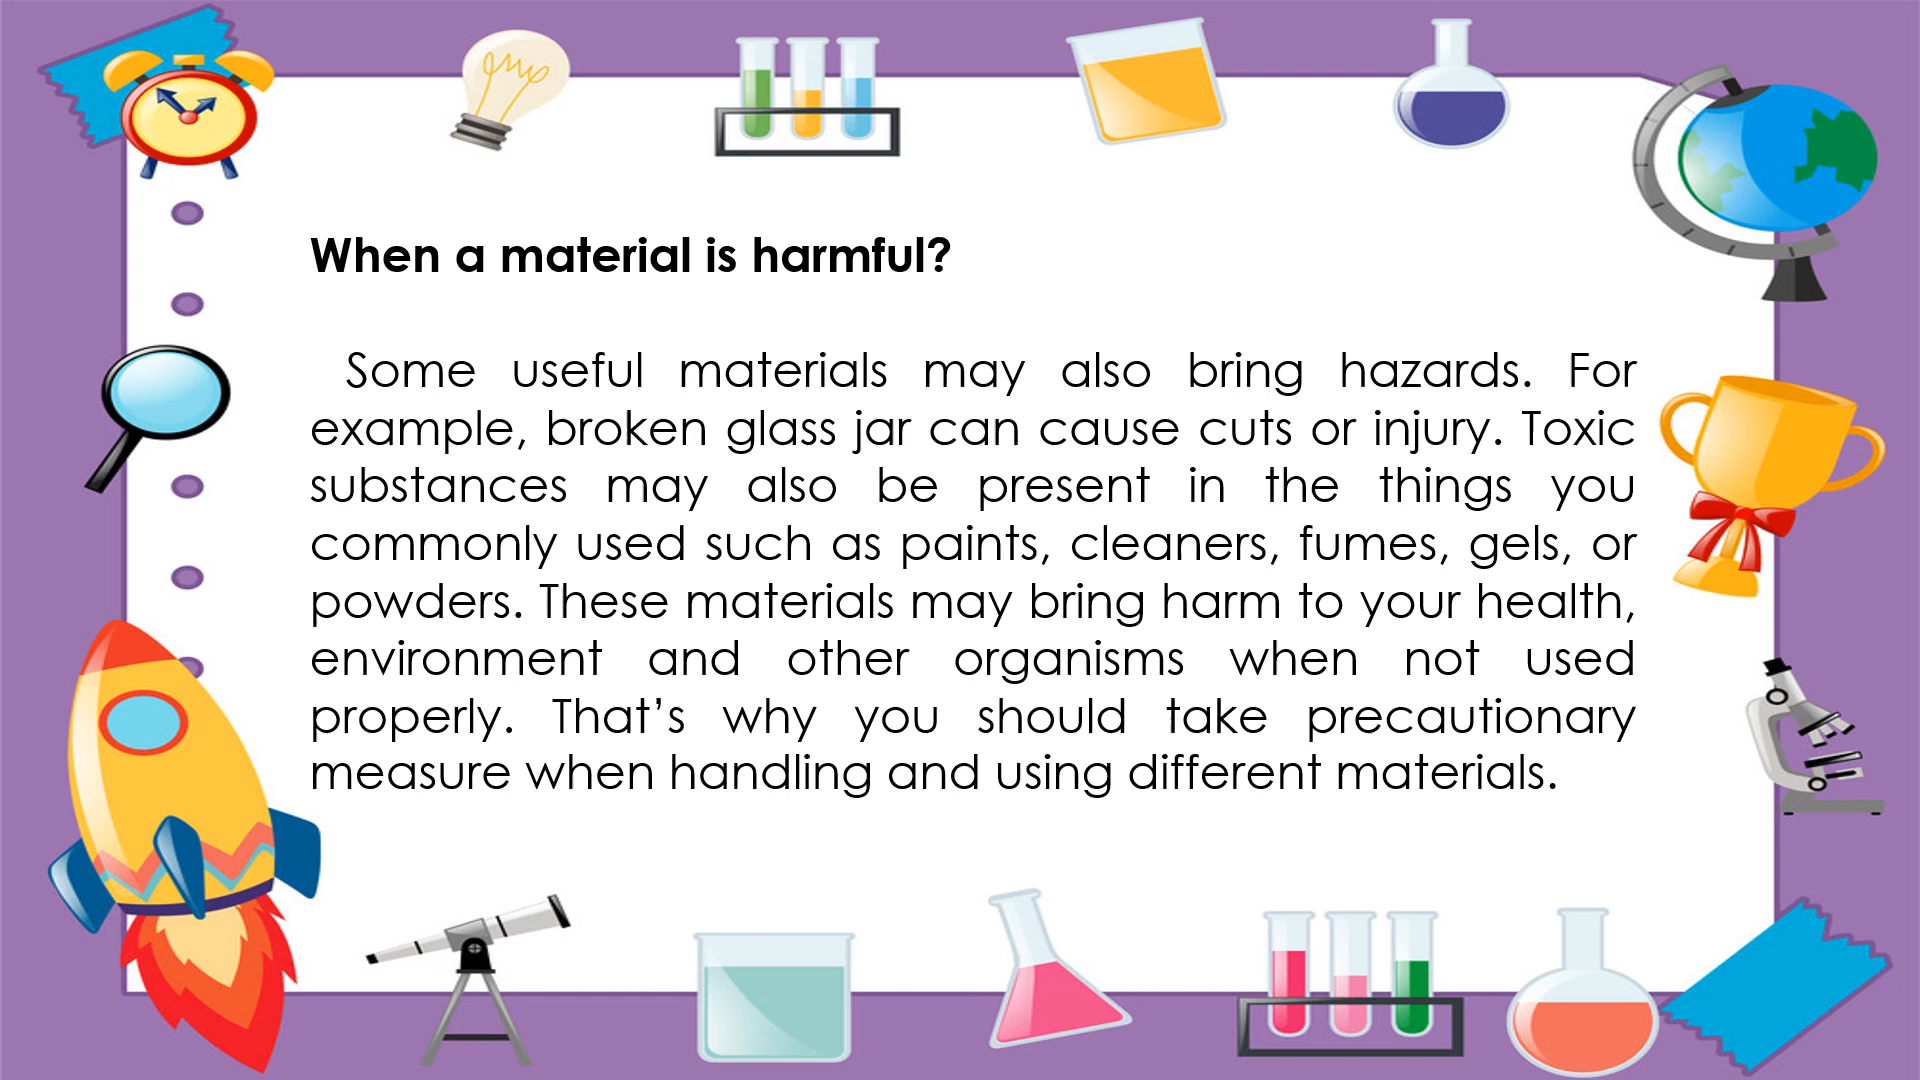 When a material is harmful?
Some useful materials may also bring hazards. For
example, broken glass jar can cause cuts or injury. Toxic
substances may also be present in the things you
commonly used such as paints, cleaners, fumes, gels, or
powders. These materials may bring harm to your health,
environment and other organisms when not used
properly. That’s why you should take precautionary
measure when handling and using different materials.